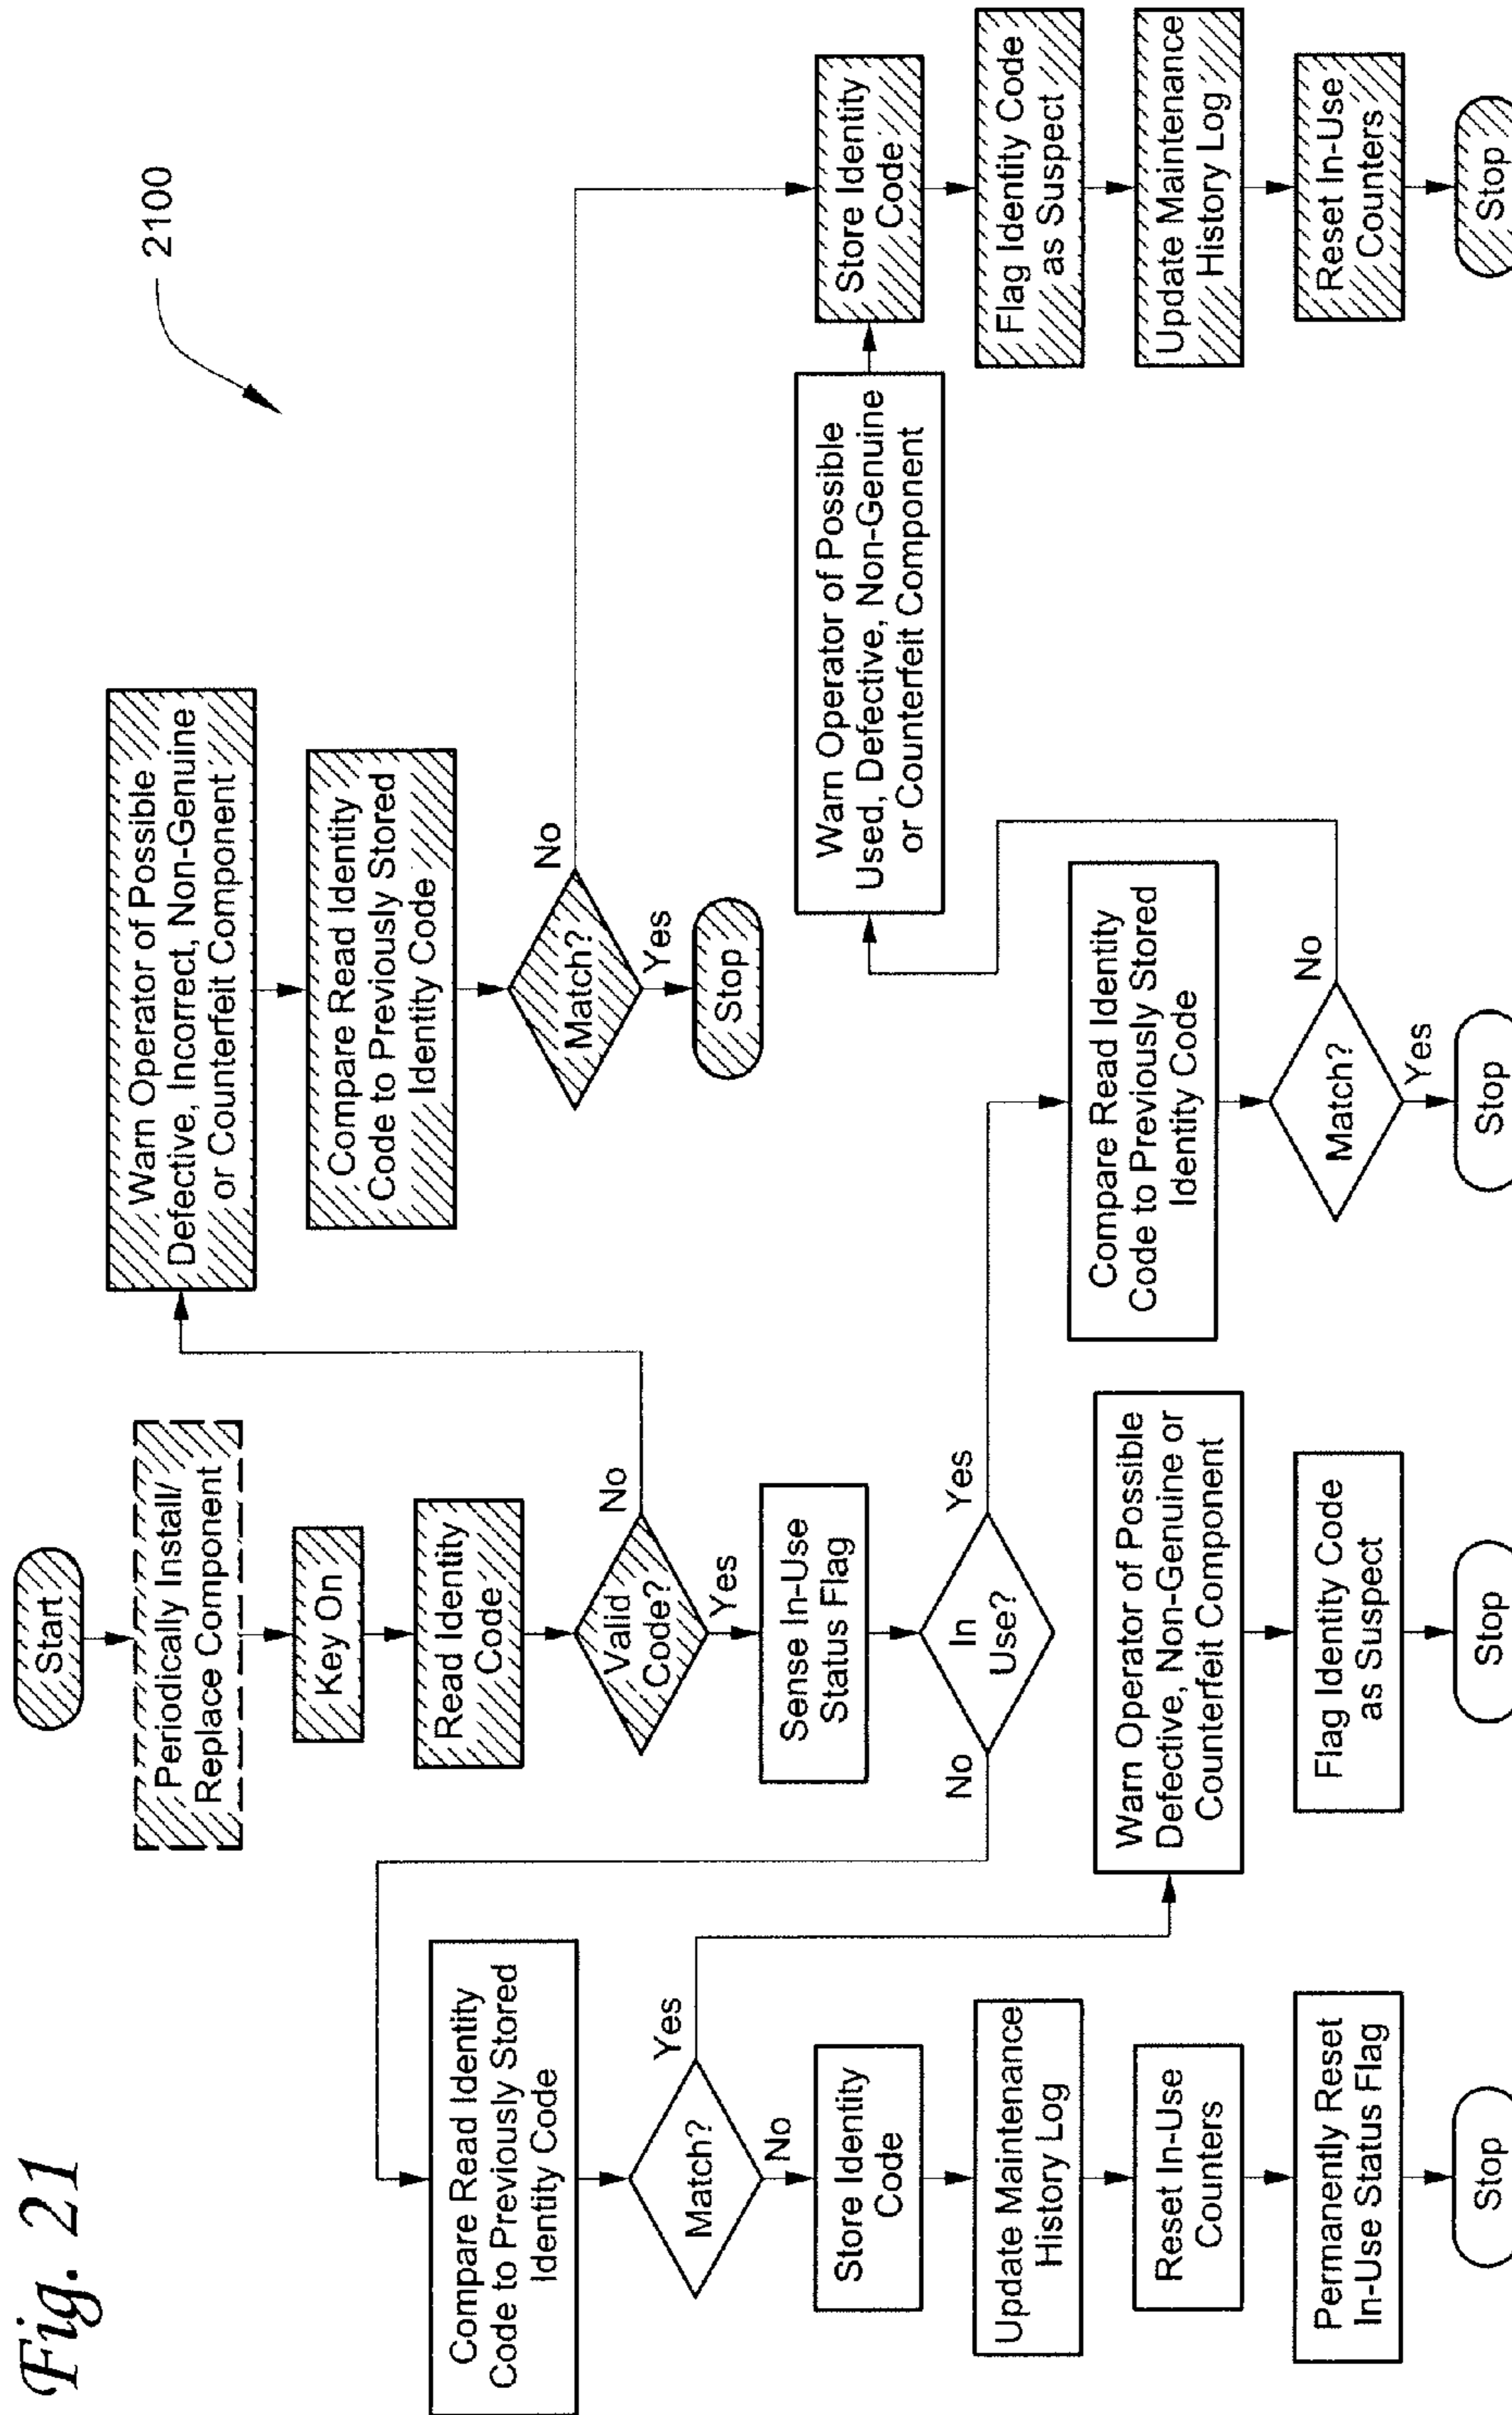 Fig. 21
2100
Start
Periodically Install/
Replace Component
Key On
Read Identity
Code
Valid
Code?
No
Yes
Warn Operator of Possible
Defective, Incorrect, Non-Genuine
or Counterfeit Component
Compare Read Identity
Code to Previously Stored
Identity Code
Match?
No
Yes
Stop
Sense In-Use
Status Flag
In
Use?
No
Yes
Compare Read Identity
Code to Previously Stored
Identity Code
Match?
Yes
No
Store Identity
Code
Update Maintenance
History Log
Reset In-Use
Counters
Permanently Reset
In-Use Status Flag
Stop
Warn Operator of Possible
Defective, Non-Genuine or
Counterfeit Component
Flag Identity Code
as Suspect
Stop
Compare Read Identity
Code to Previously Stored
Identity Code
Match?
No
Yes
Stop
Warn Operator of Possible
Used, Defective, Non-Genuine
or Counterfeit Component
Store Identity
Code
Flag Identity Code
as Suspect
Update Maintenance
History Log
Reset In-Use
Counters
Stop